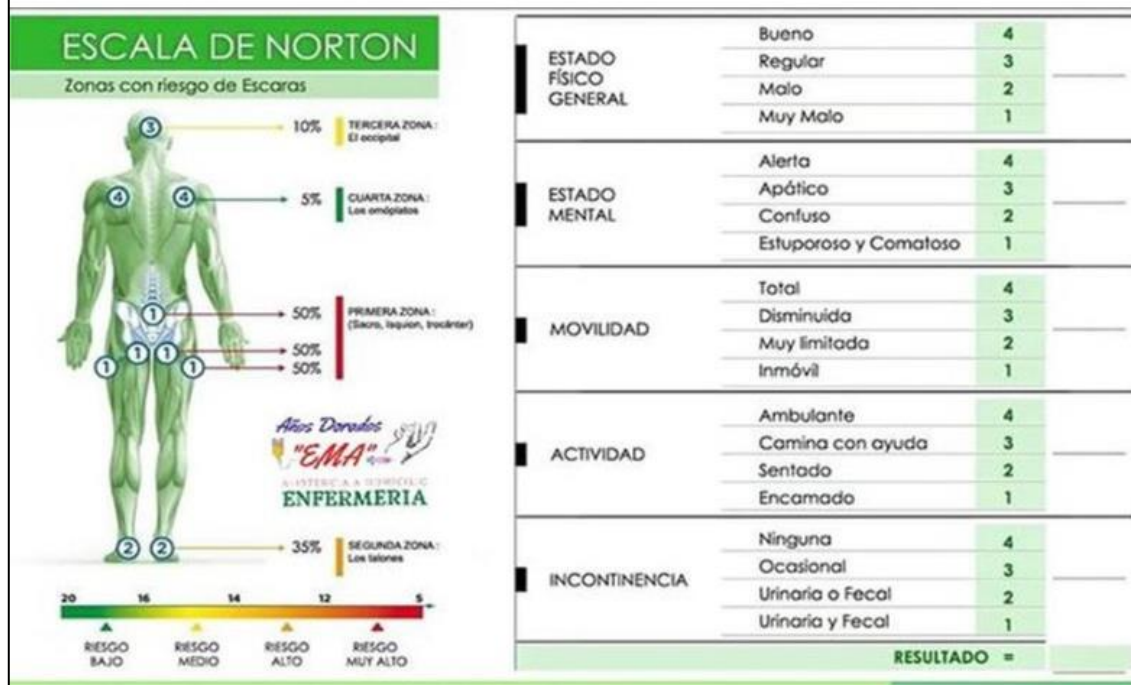 ESCALA DE NORTON
Zonas con riesgo de Escaras
3
10%
TERCERA ZONA :
El occipital
4
4
5%
CUARTA ZONA :
Los omóplatos
1
50%
PRIMERA ZONA :
(Sacro, Isquion, trocánter)
1
1
50%
1
1
50%
Años Dorados
"EMA"
ENFERMERIA
2
2
35%
SEGUNDA ZONA :
Los talones
20 16 14 12 5
RIESGO BAJO
RIESGO MEDIO
RIESGO ALTO
RIESGO MUY ALTO
ESTADO
FÍSICO
GENERAL
Bueno 4
Regular 3
Malo 2
Muy Malo 1
ESTADO
MENTAL
Alerta 4
Apático 3
Confuso 2
Estuporoso y Comatoso 1
MOVILIDAD
Total 4
Disminuida 3
Muy limitada 2
Inmóvil 1
ACTIVIDAD
Ambulante 4
Camina con ayuda 3
Sentado 2
Encamado 1
INCONTINENCIA
Ninguna 4
Ocasional 3
Urinaria o Fecal 2
Urinaria y Fecal 1
RESULTADO =